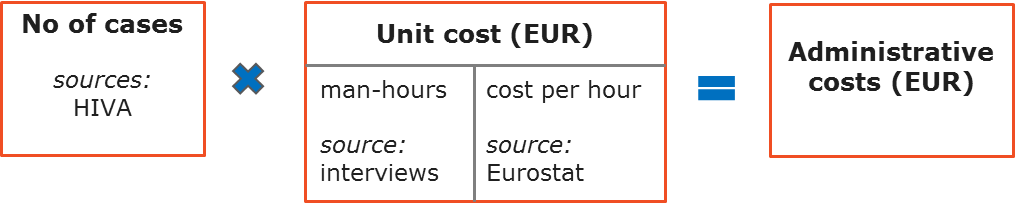 No of cases
sources:
HIVA
Unit cost (EUR)
man-hours
source:
interviews
cost per hour
source:
Eurostat
Administrative
costs (EUR)